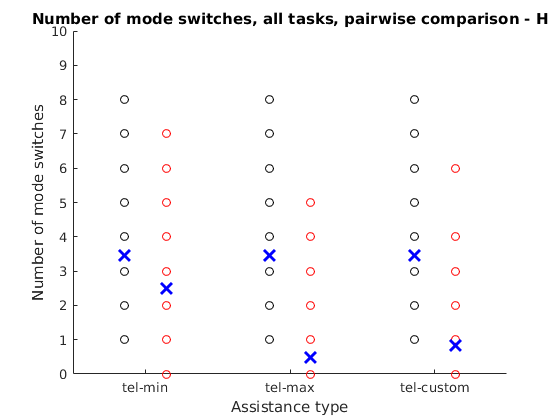 Number of mode switches, all tasks, pairwise comparison - H
10
9
8
7
6
5
4
3
2
1
0
Number of mode switches
tel-min tel-max tel-custom
Assistance type